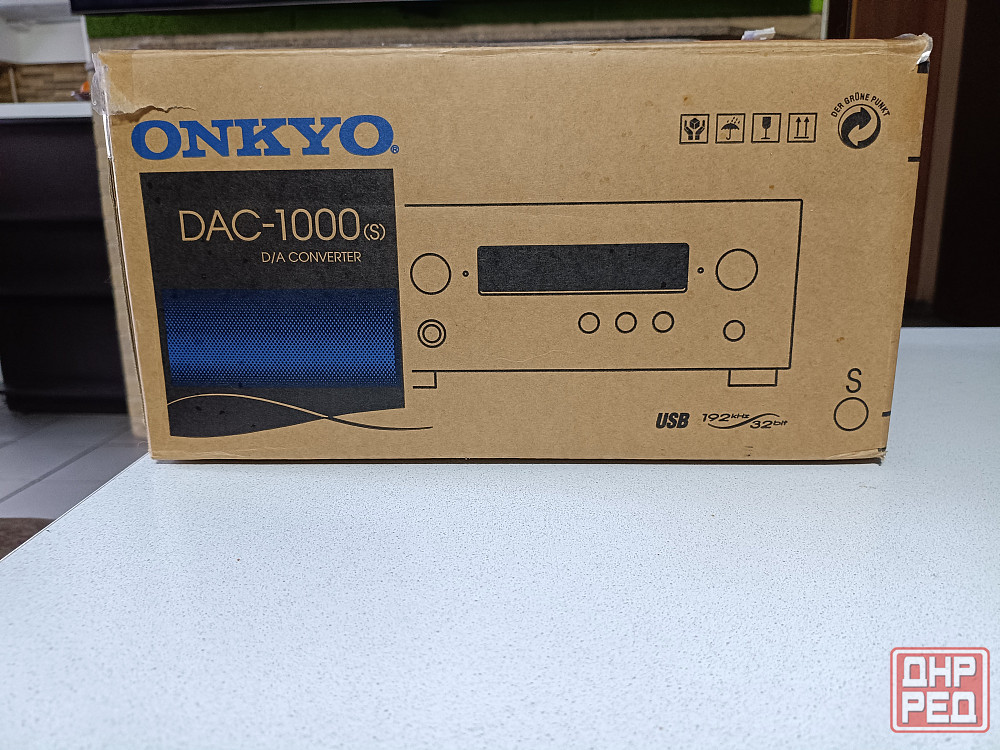 ONKYO®
DER GRÜNE PUNKT
DAC-1000(S)
D/A CONVERTER
S
USB 192kHz 32bit
ДНР
РЕД